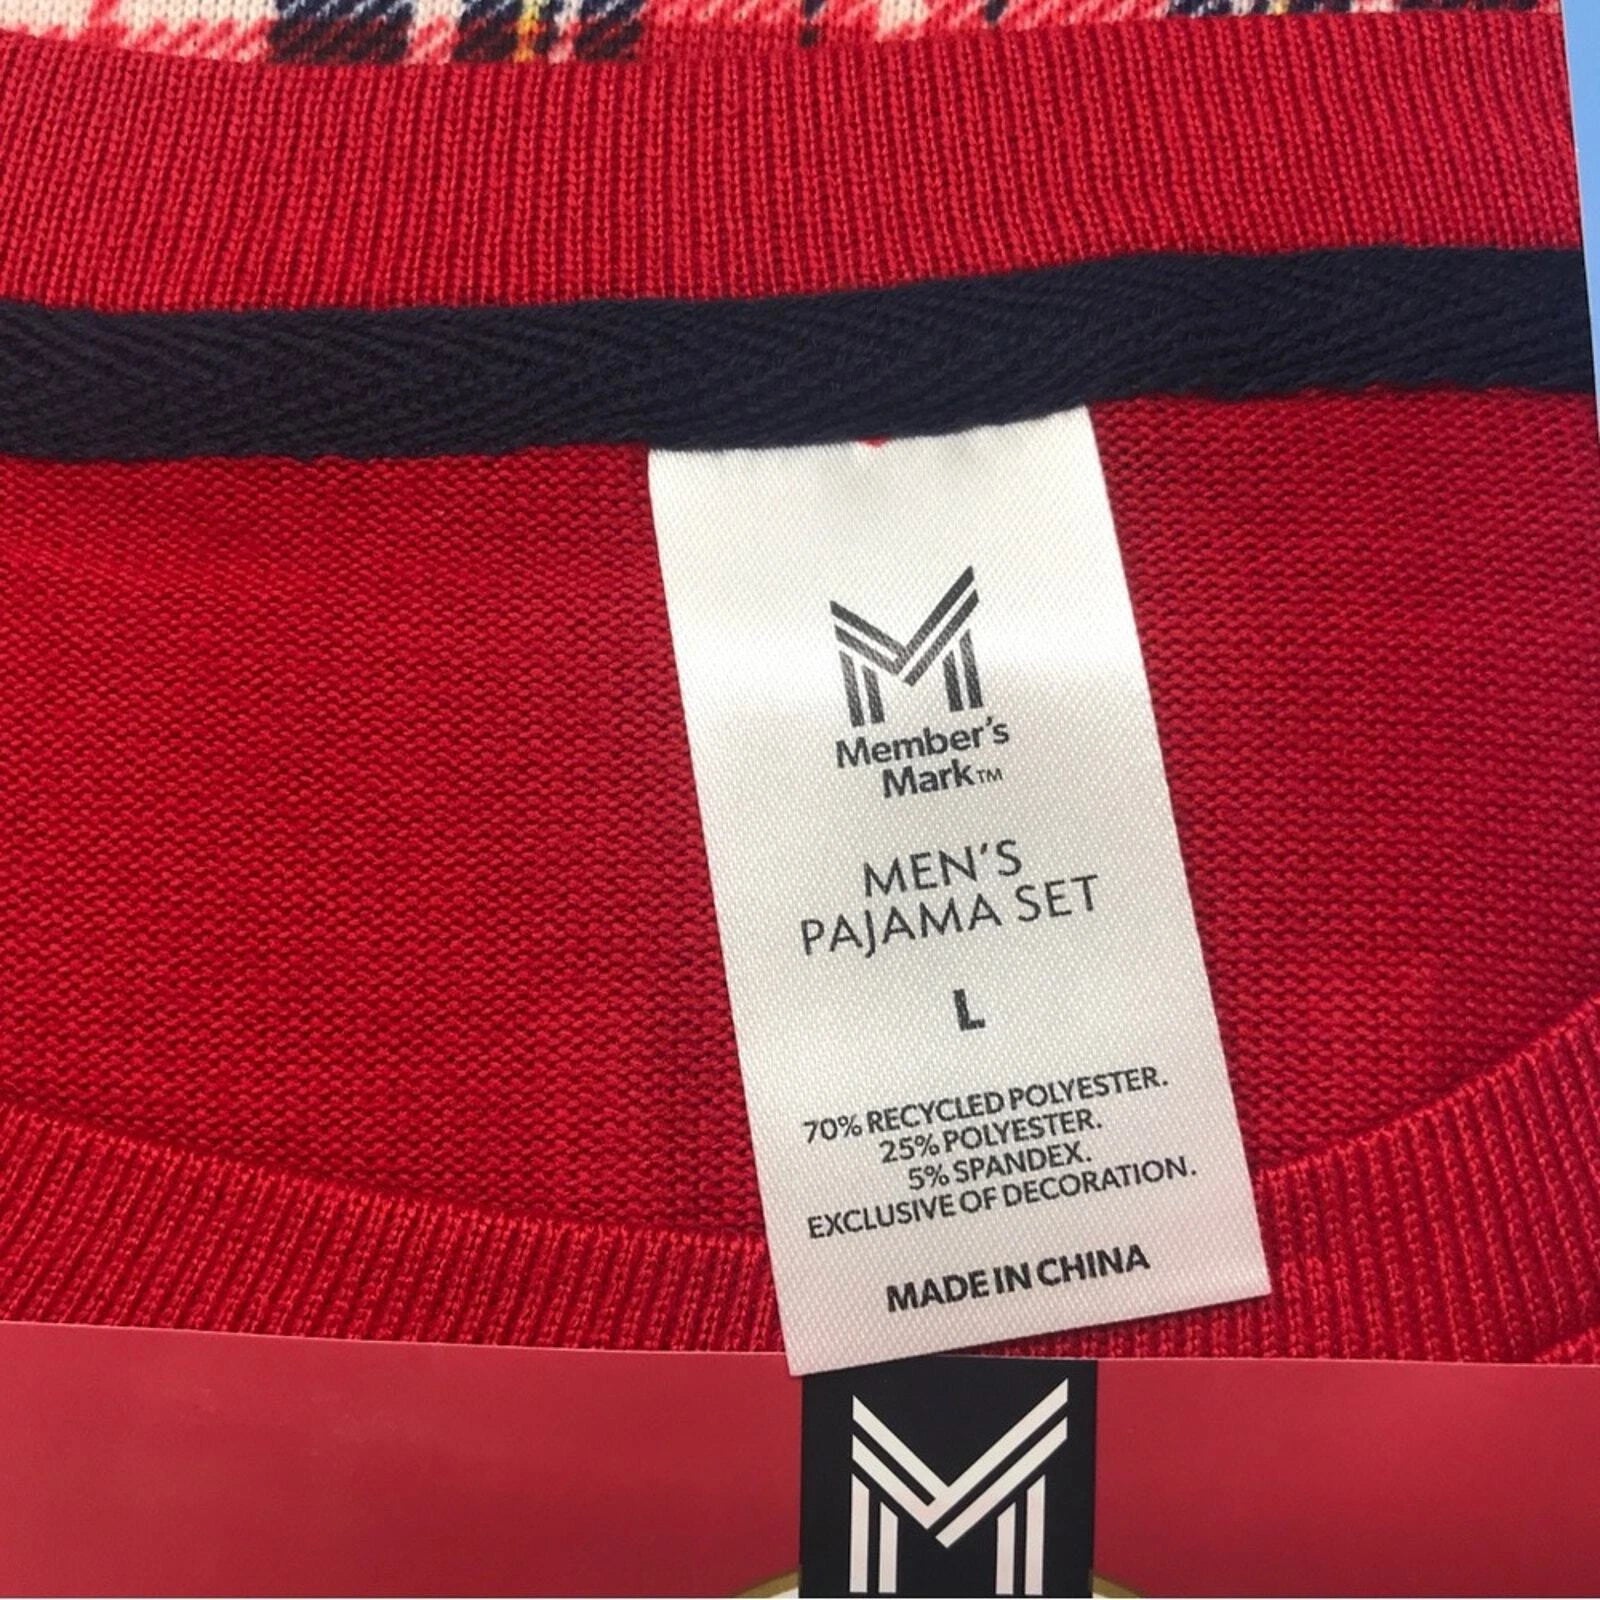 Member's
Mark™
MEN'S
PAJAMA SET
L
70% RECYCLED POLYESTER.
25% POLYESTER.
5% SPANDEX.
EXCLUSIVE OF DECORATION.
MADE IN CHINA